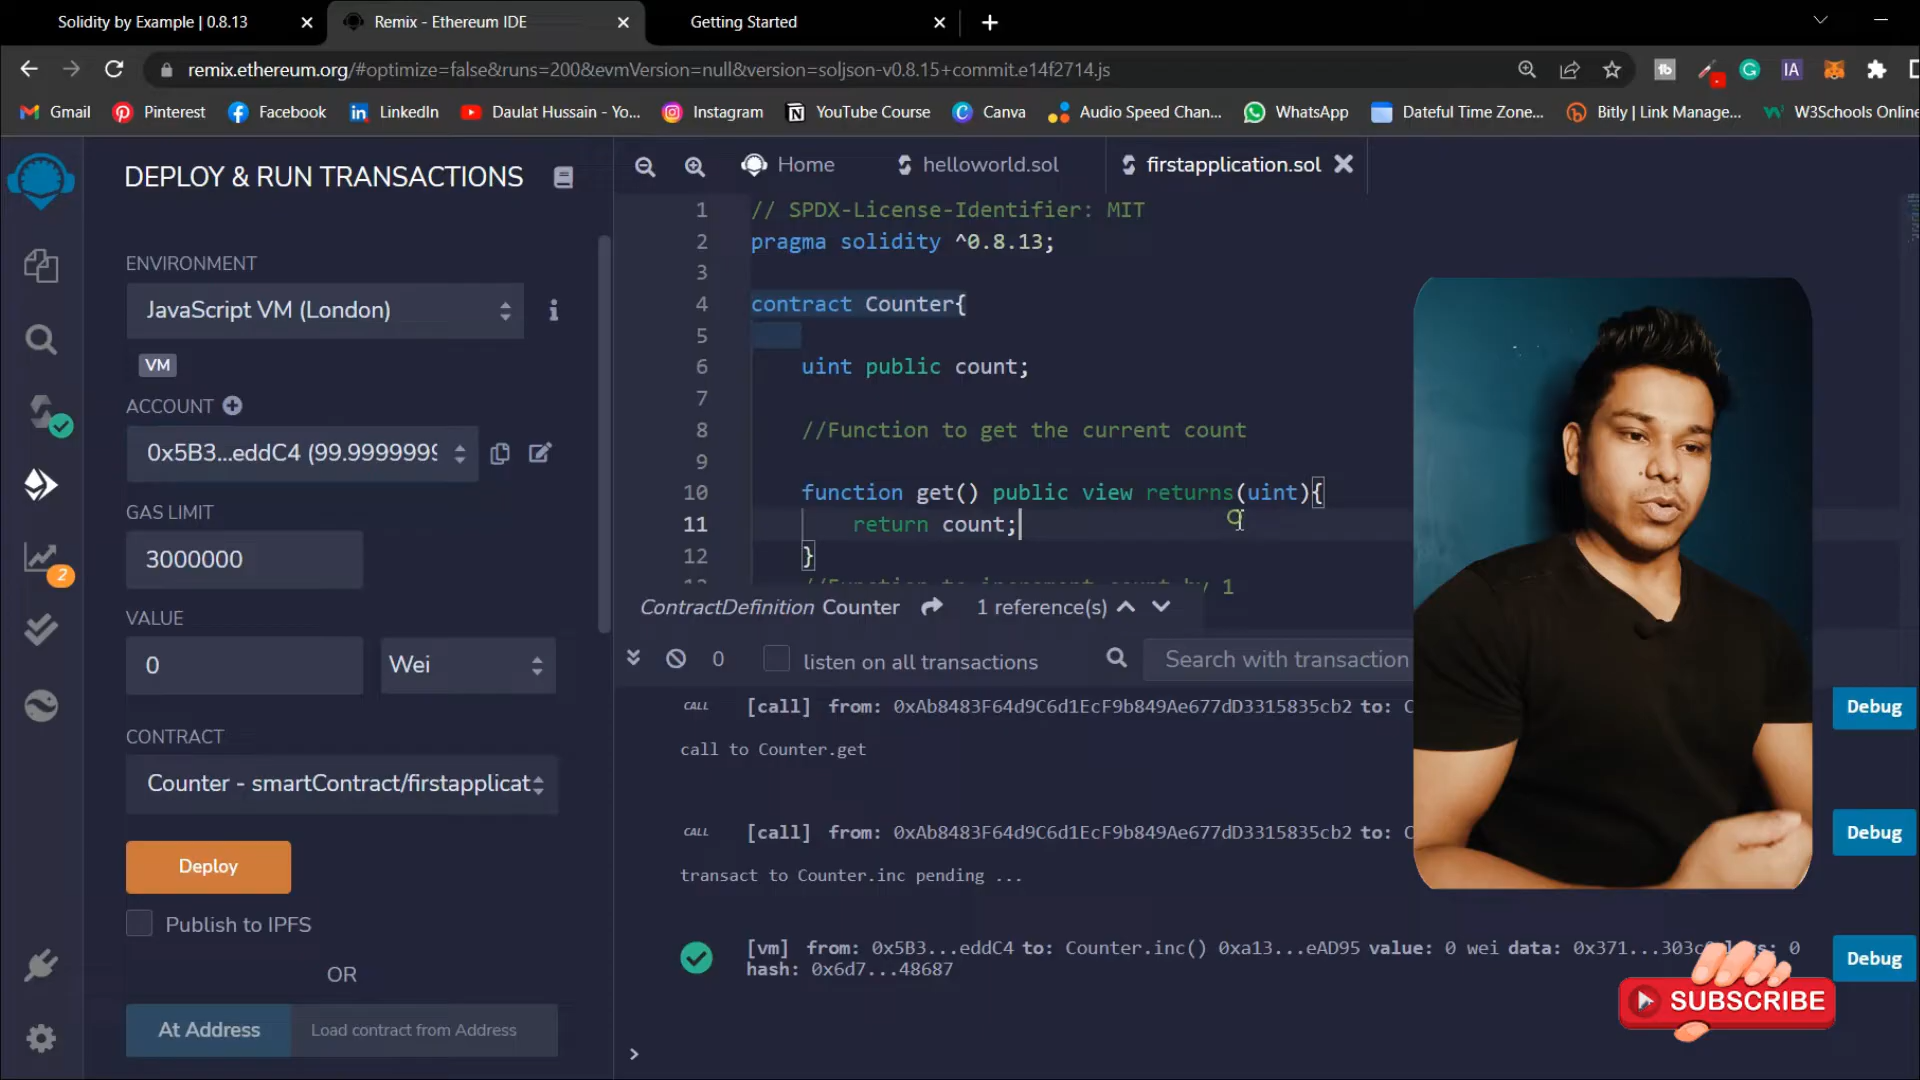 Solidity by Example | 0.8.13
Remix - Ethereum IDE
Getting Started
remix.ethereum.org/#optimize=false&runs=200&evmVersion=null&version=soljson-v0.8.15+commit.e14f2714.js
Gmail
Pinterest
Facebook
LinkedIn
Daulat Hussain - Yo...
Instagram
YouTube Course
Canva
Audio Speed Chan...
WhatsApp
Dateful Time Zone...
Bitly | Link Manage...
W3Schools Online
DEPLOY & RUN TRANSACTIONS
ENVIRONMENT
JavaScript VM (London)
VM
ACCOUNT
0x5B3...eddC4 (99.9999999
GAS LIMIT
3000000
VALUE
0
Wei
CONTRACT
Counter - smartContract/firstapplicat
Deploy
Publish to IPFS
OR
At Address
Load contract from Address
2
Home
helloworld.sol
firstapplication.sol
1 // SPDX-License-Identifier: MIT
2 pragma solidity ^0.8.13;
3
4 contract Counter{
5
6 uint public count;
7
8 //Function to get the current count
9
10 function get() public view returns(uint){
11 return count;
12 }
//Function to increment count by 1
ContractDefinition Counter
1 reference(s)
0
listen on all transactions
Search with transaction
CALL [call] from: 0xAb8483F64d9C6d1EcF9b849Ae677dD3315835cb2 to: C
Debug
call to Counter.get
CALL [call] from: 0xAb8483F64d9C6d1EcF9b849Ae677dD3315835cb2 to: C
Debug
transact to Counter.inc pending ...
[vm] from: 0x5B3...eddC4 to: Counter.inc() 0xa13...eAD95 value: 0 wei data: 0x371... 0
hash: 0x6d7...48687
Debug
SUBSCRIBE
>